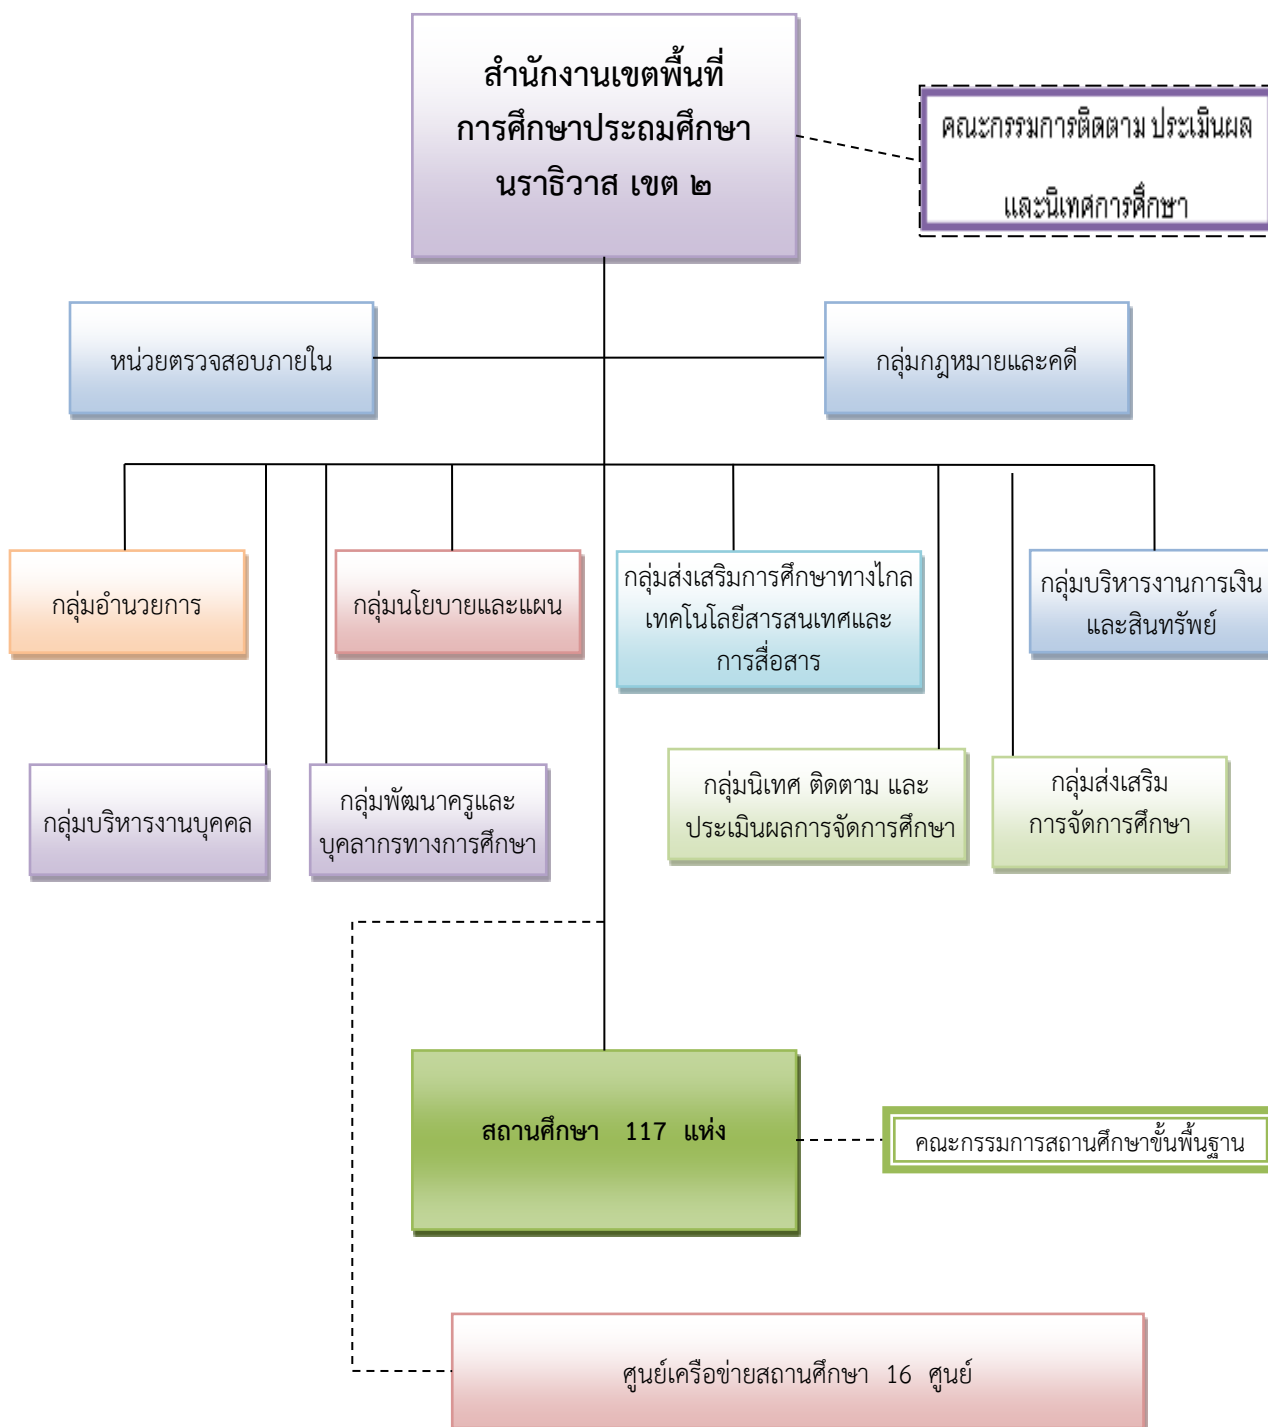 สำนักงานเขตพื้นที่
การศึกษาประถมศึกษา
นราธิวาส เขต ๒
คณะกรรมการติดตาม ประเมินผล
และนิเทศการศึกษา
หน่วยตรวจสอบภายใน
กลุ่มกฎหมายและคดี
กลุ่มอำนวยการ
กลุ่มนโยบายและแผน
กลุ่มส่งเสริมการศึกษาทางไกล
เทคโนโลยีสารสนเทศและ
การสื่อสาร
กลุ่มบริหารงานการเงิน
และสินทรัพย์
กลุ่มบริหารงานบุคคล
กลุ่มพัฒนาครูและ
บุคลากรทางการศึกษา
กลุ่มนิเทศ ติดตาม และ
ประเมินผลการจัดการศึกษา
กลุ่มส่งเสริม
การจัดการศึกษา
สถานศึกษา 117 แห่ง
คณะกรรมการสถานศึกษาขั้นพื้นฐาน
ศูนย์เครือข่ายสถานศึกษา 16 ศูนย์